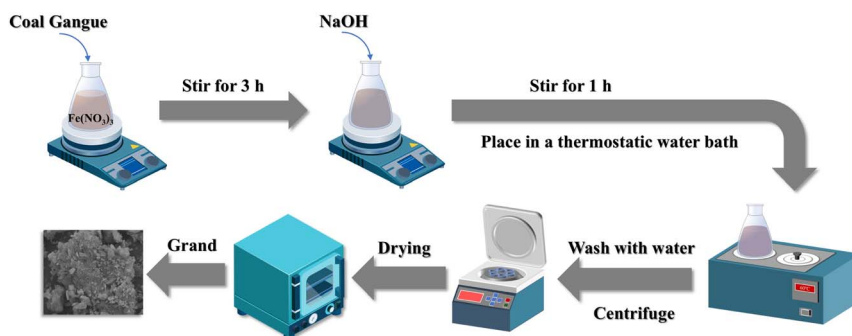 Coal Gangue
NaOH
Stir for 3 h
Stir for 1 h
Fe(NO₃)₃
Place in a thermostatic water bath
Grand
Drying
Wash with water
Centrifuge